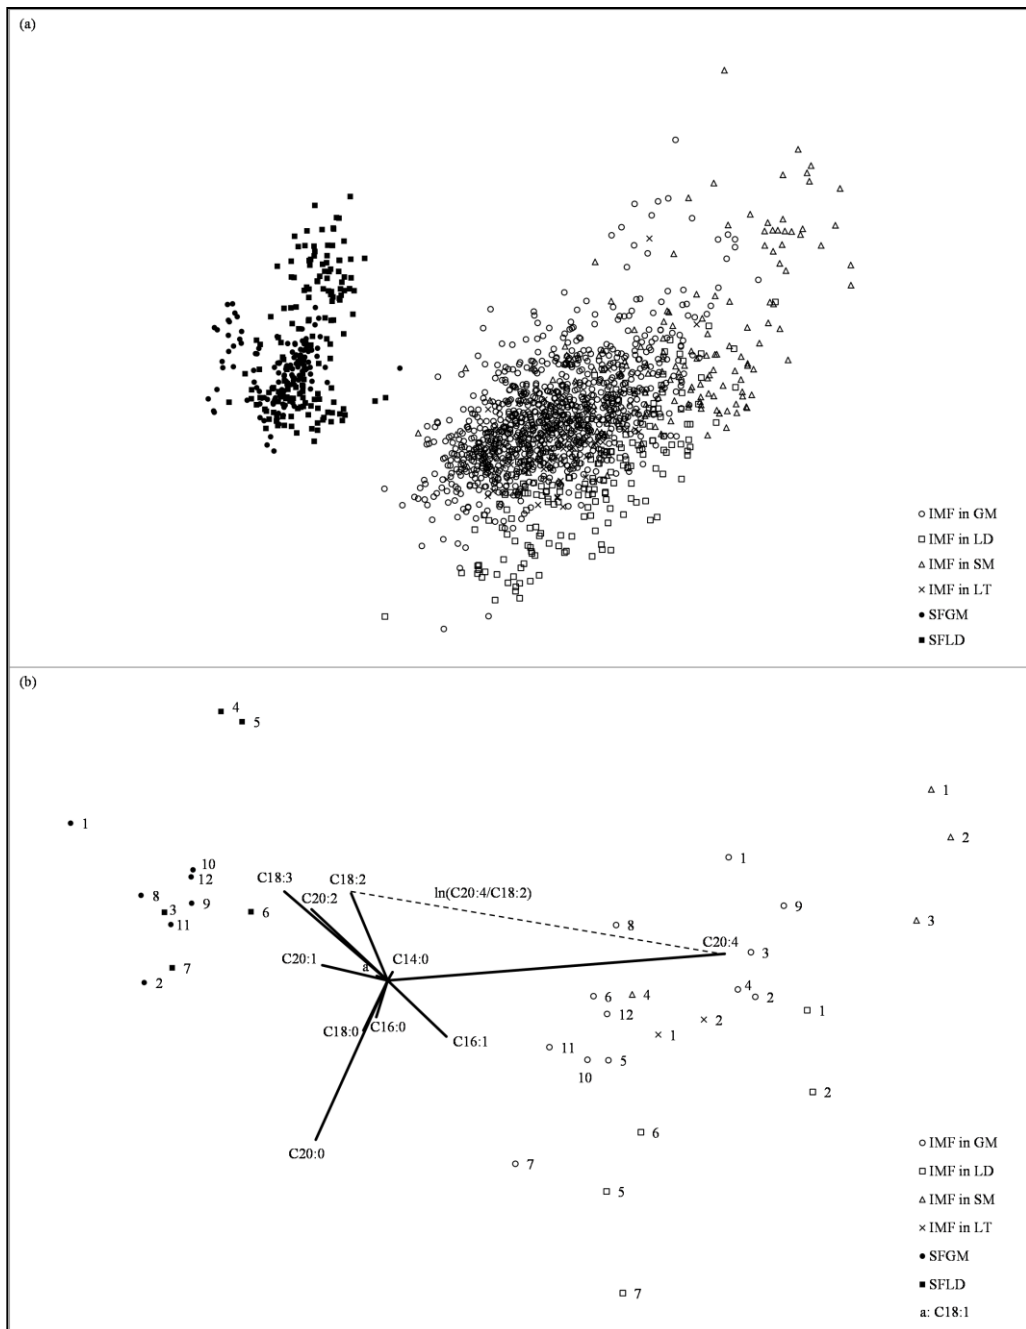 (a)
IMF in GM
IMF in LD
IMF in SM
IMF in LT
SFGM
SFLD
(b)
4
5
1
1
2
10
12
C18:3
C18:2
1
8
3
9
C20:2
6
ln(C20:4/C18:2)
9
11
8
3
C20:4
7
C20:1
a
C14:0
3
2
4
6
4
2
1
C18:0
C16:0
12
2
C16:1
1
11
5
10
2
6
C20:0
7
5
7
IMF in GM
IMF in LD
IMF in SM
IMF in LT
SFGM
SFLD
a: C18:1